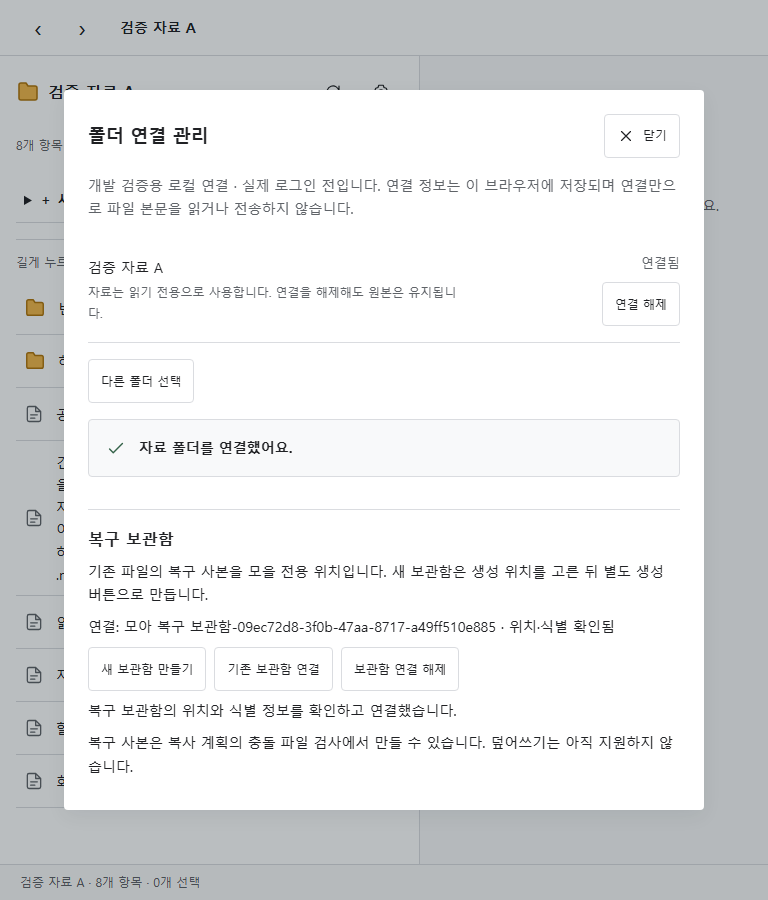 검증 자료 A
8개 항목
길게 누르
요.
폴더 연결 관리
닫기
개발 검증용 로컬 연결 · 실제 로그인 전입니다. 연결 정보는 이 브라우저에 저장되며 연결만으
로 파일 본문을 읽거나 전송하지 않습니다.
검증 자료 A
연결됨
자료는 읽기 전용으로 사용합니다. 연결을 해제해도 원본은 유지됩니
다.
연결 해제
다른 폴더 선택
자료 폴더를 연결했어요.
복구 보관함
기존 파일의 복구 사본을 모을 전용 위치입니다. 새 보관함은 생성 위치를 고른 뒤 별도 생성
버튼으로 만듭니다.
연결: 모아 복구 보관함-09ec72d8-3f0b-47aa-8717-a49ff510e885 · 위치·식별 확인됨
새 보관함 만들기
기존 보관함 연결
보관함 연결 해제
복구 보관함의 위치와 식별 정보를 확인하고 연결했습니다.
복구 사본은 복사 계획의 충돌 파일 검사에서 만들 수 있습니다. 덮어쓰기는 아직 지원하지 않
습니다.
검증 자료 A · 8개 항목 · 0개 선택